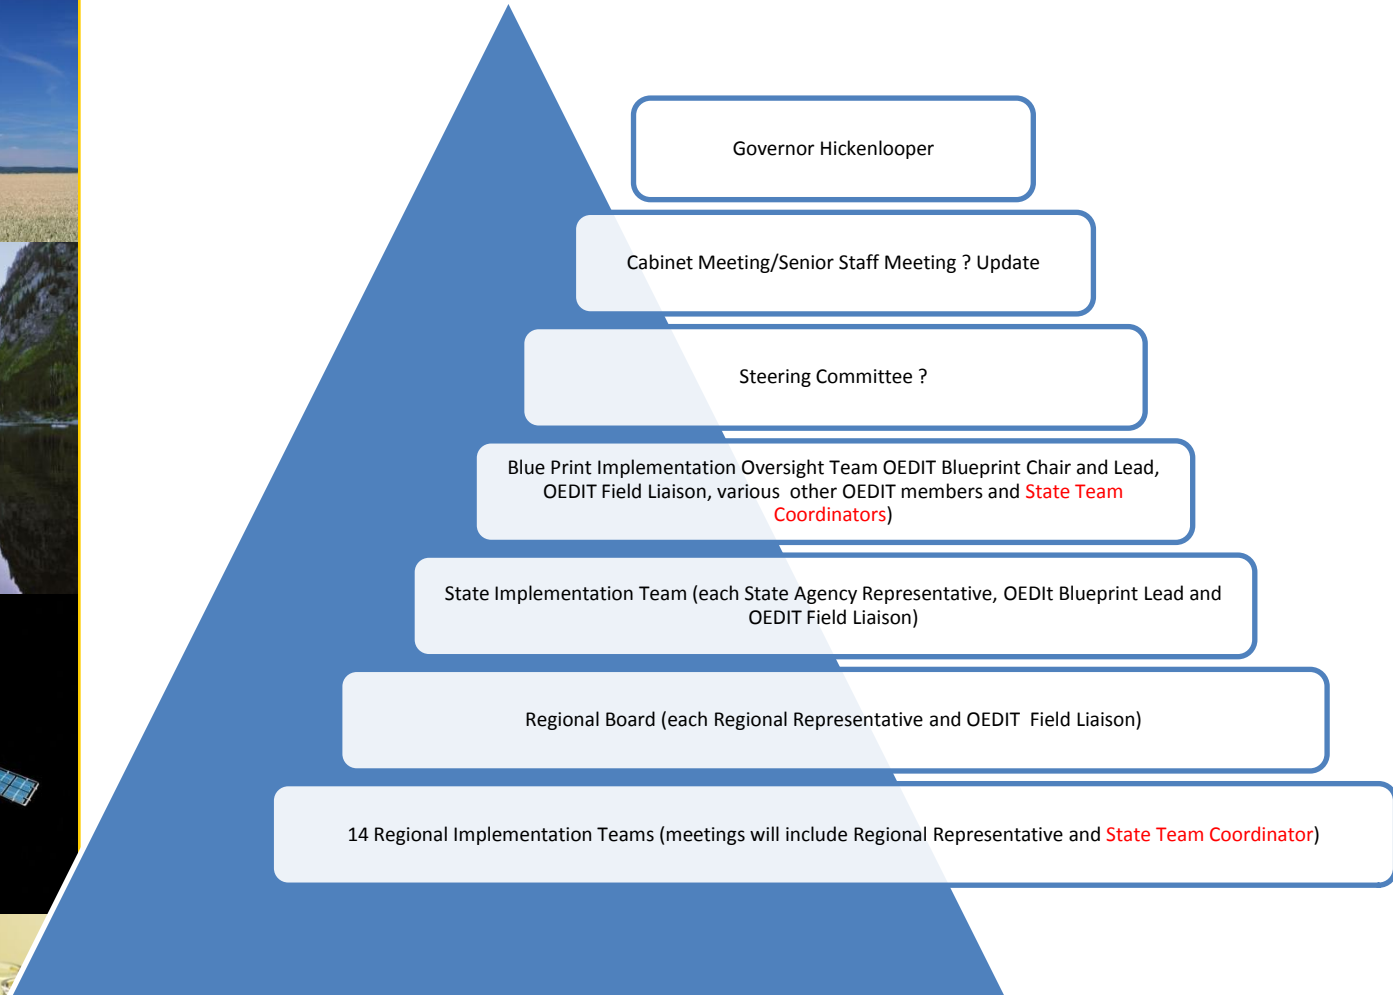 Governor Hickenlooper
Cabinet Meeting/Senior Staff Meeting ? Update
Steering Committee ?
Blue Print Implementation Oversight Team OEDIT Blueprint Chair and Lead,
OEDIT Field Liaison, various  other OEDIT members and State Team
Coordinators)
State Implementation Team (each State Agency Representative, OEDIt Blueprint Lead and
OEDIT Field Liaison)
Regional Board (each Regional Representative and OEDIT  Field Liaison)
14 Regional Implementation Teams (meetings will include Regional Representative and State Team Coordinator)